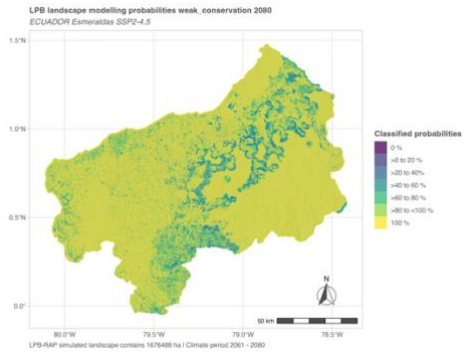 LPB landscape modelling probabilities weak_conservation 2080
ECUADOR Esmeraldas SSP2-4.5
1.5°N
1.0°N
0.5°N
0.0°
80.0°W
79.5°W
79.0°W
78.5°W
Classified probabilities
0 %
>0 to 20 %
>20 to 40%
>40 to 60 %
>60 to 80 %
>80 to <100 %
100 %
N
50 km
LPB-RAP simulated landscape contains 1678488 ha I Climate period 2061 - 2080